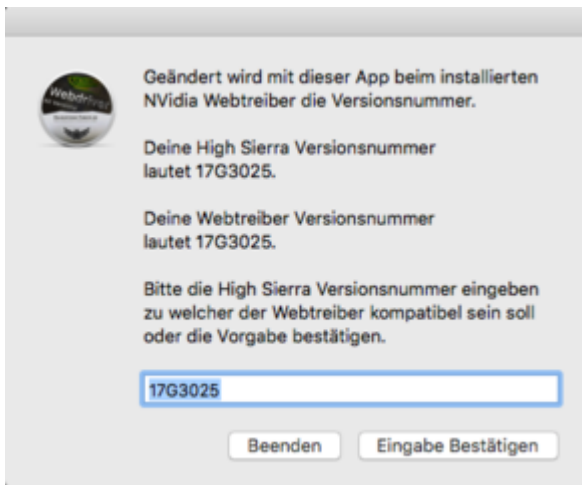 Webdriver
Geändert wird mit dieser App beim installierten
NVidia Webtreiber die Versionsnummer.
Deine High Sierra Versionsnummer
lautet 17G3025.
Deine Webtreiber Versionsnummer
lautet 17G3025.
Bitte die High Sierra Versionsnummer eingeben
zu welcher der Webtreiber kompatibel sein soll
oder die Vorgabe bestätigen.
17G3025
Beenden
Eingabe Bestätigen